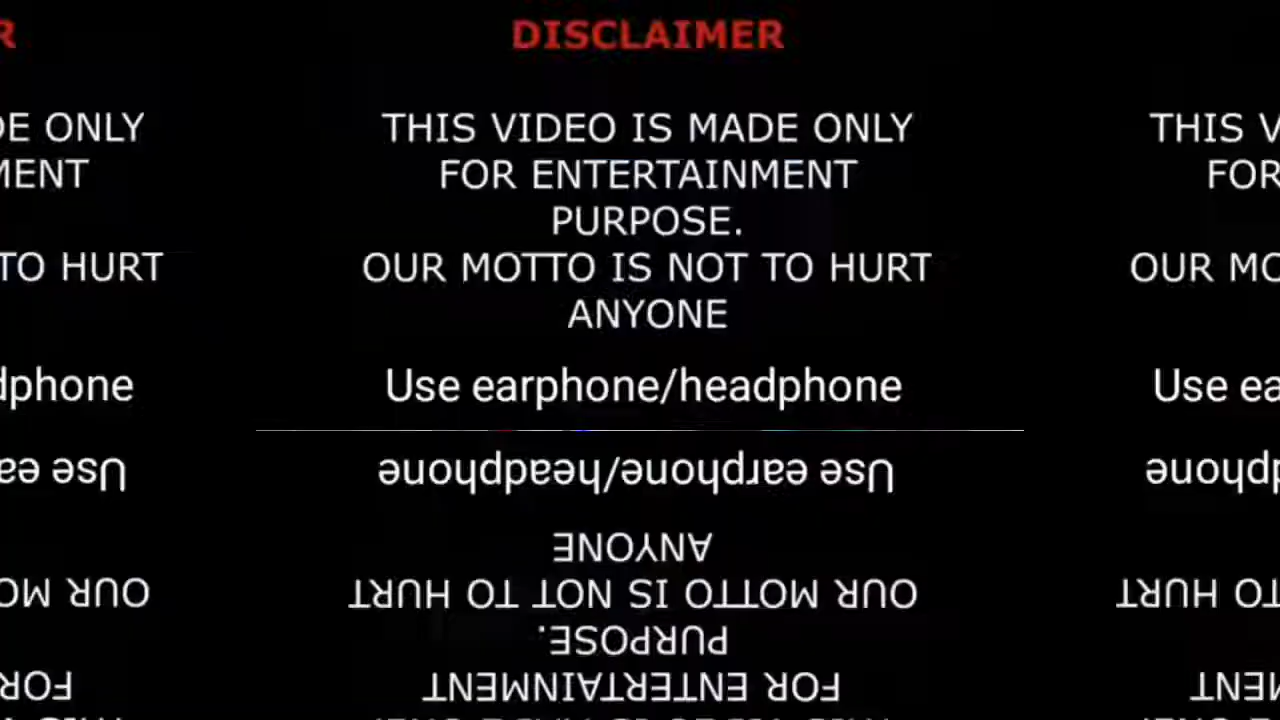 DISCLAIMER
THIS VIDEO IS MADE ONLY
FOR ENTERTAINMENT
PURPOSE.
OUR MOTTO IS NOT TO HURT
ANYONE
Use earphone/headphone
Use earphone/headphone
ANYONE
OUR MOTTO IS NOT TO HURT
PURPOSE.
FOR ENTERTAINMENT